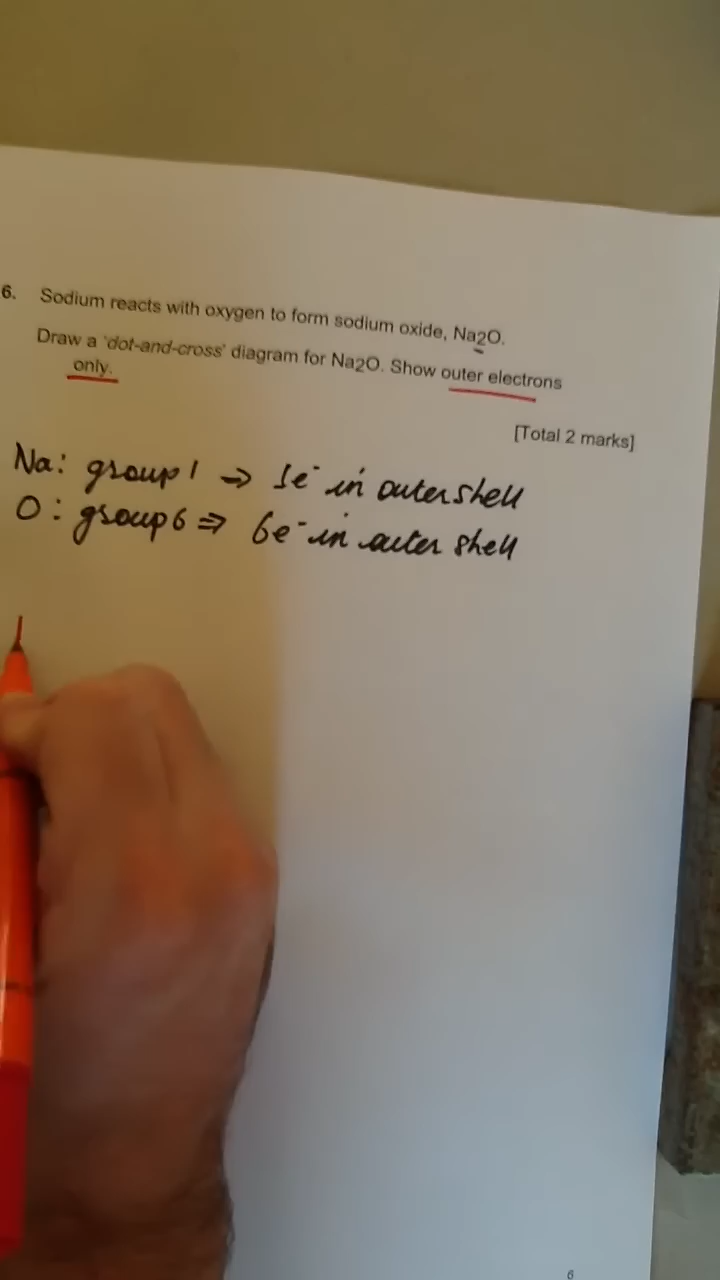 6. Sodium reacts with oxygen to form sodium oxide, Na2O.
Draw a 'dot-and-cross' diagram for Na2O. Show outer electrons
only.
[Total 2 marks]
Na: group 1 ⇒ 1e⁻ in outer shell
O: group 6 ⇒ 6e⁻ in outer shell
6